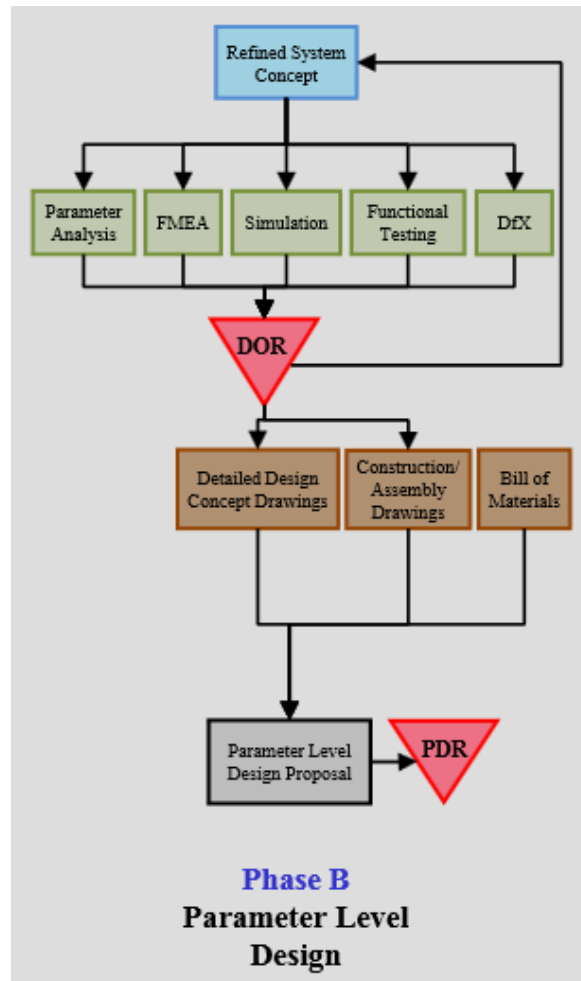 Refined System
Concept
Parameter
Analysis
FMEA
Simulation
Functional
Testing
DfX
DOR
Detailed Design
Concept Drawings
Construction/
Assembly
Drawings
Bill of
Materials
Parameter Level
Design Proposal
PDR
Phase B
Parameter Level
Design